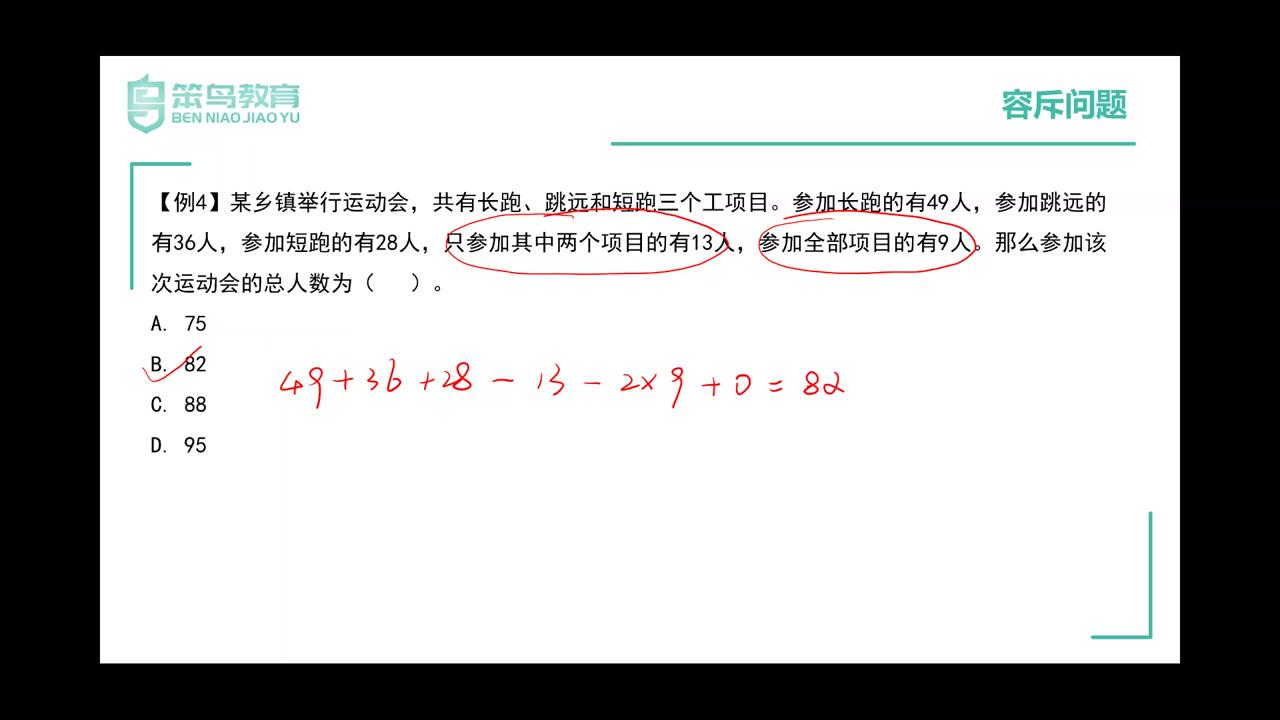 笨鸟教育
BEN NIAO JIAO YU
容斥问题
【例4】某乡镇举行运动会，共有长跑、跳远和短跑三个工项目。参加长跑的有49人，参加跳远的
有36人，参加短跑的有28人，只参加其中两个项目的有13人，参加全部项目的有9人。那么参加该
次运动会的总人数为（ ）。
A. 75
B. 82
49+36+28-13-2×9+0=82
C. 88
D. 95